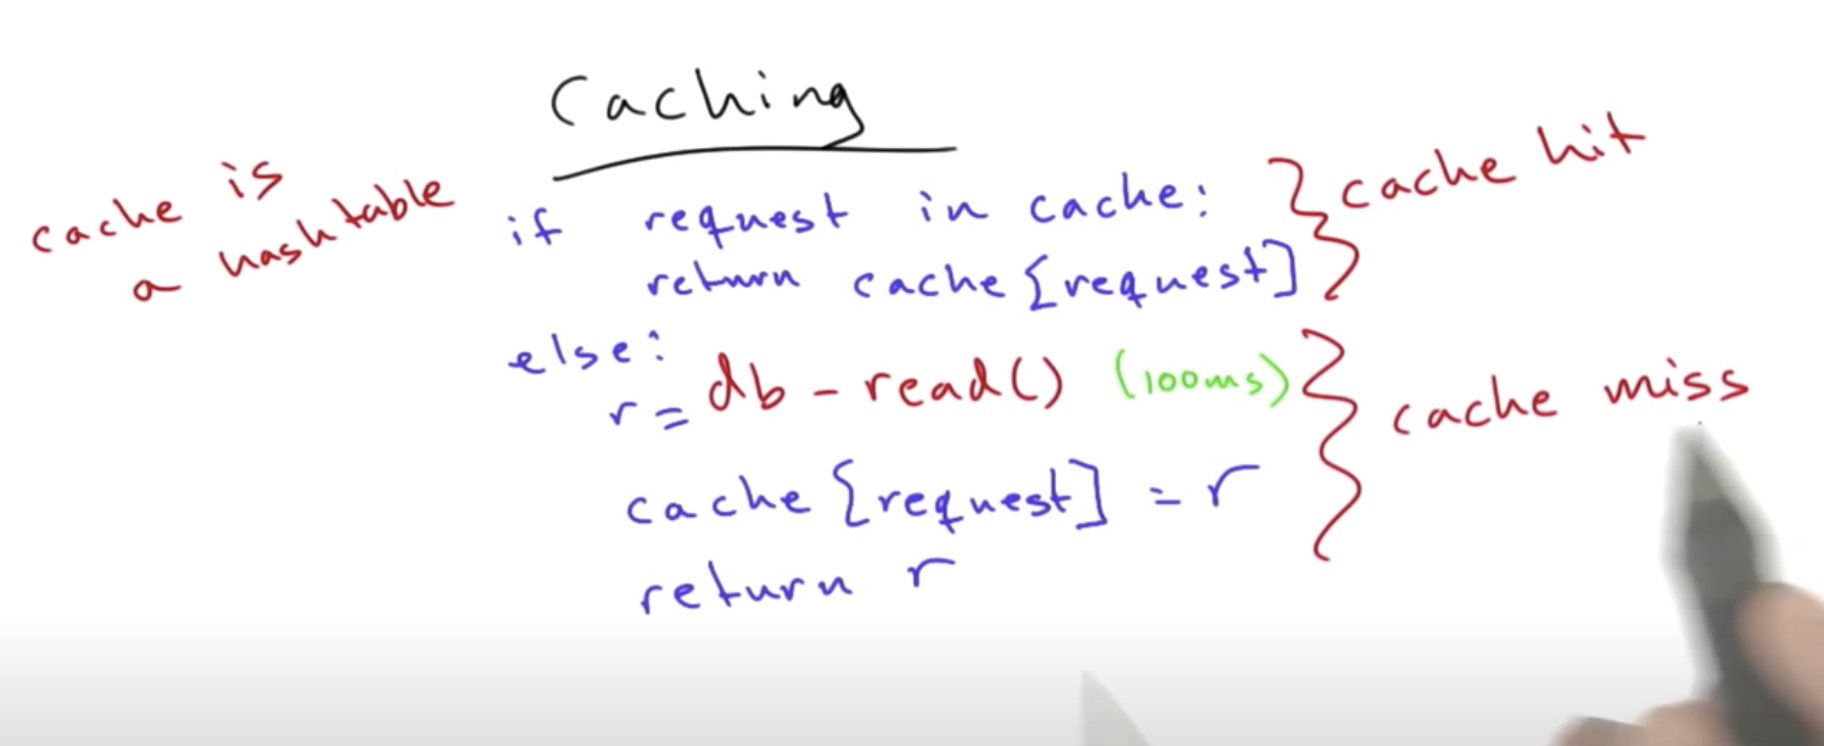 Caching
cache is
a hashtable
if request in cache:
return cache [request]
cache hit
else:
r = db - read() (100ms)
cache miss
cache [request] = r
return r